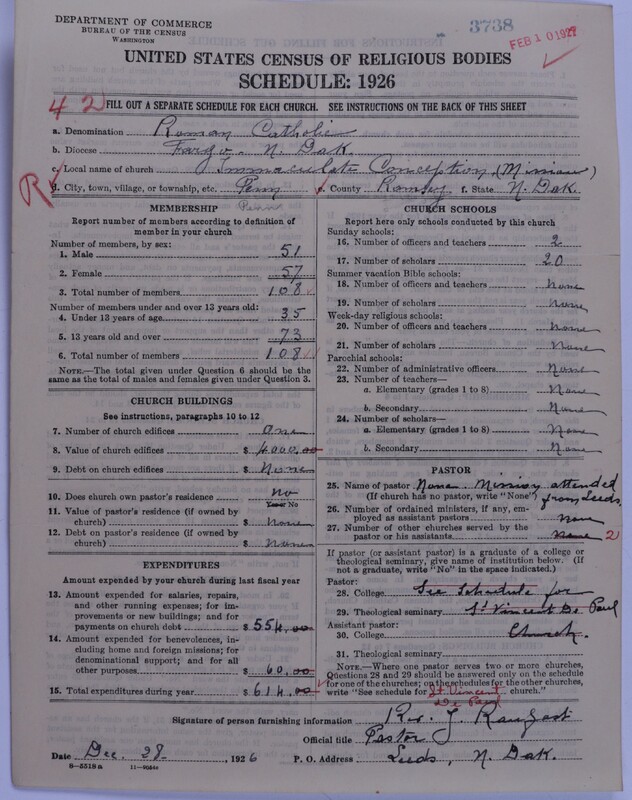 DEPARTMENT OF COMMERCE
BUREAU OF THE CENSUS
WASHINGTON
3738
FEB 10 1927
UNITED STATES CENSUS OF RELIGIOUS BODIES
SCHEDULE: 1926
42
FILL OUT A SEPARATE SCHEDULE FOR EACH CHURCH. SEE INSTRUCTIONS ON THE BACK OF THIS SHEET
a. Denomination Roman Catholic
b. Diocese Fargo. N. Dak.
c. Local name of church Immaculate Conception (Mission)
R
d. City, town, village, or township, etc. Penn e. County Ramsey f. State N. Dak.
Penn
MEMBERSHIP
Report number of members according to definition of
member in your church
Number of members, by sex:
1. Male 51
2. Female 57
3. Total number of members 108
Number of members under and over 13 years old:
4. Under 13 years of age 35
5. 13 years old and over 73
6. Total number of members 108
NOTE.—The total given under Question 6 should be the
same as the total of males and females given under Question 3.
CHURCH BUILDINGS
See instructions, paragraphs 10 to 12
7. Number of church edifices One
8. Value of church edifices $ 4000.00
9. Debt on church edifices $ None
10. Does church own pastor's residence No
Yes or No
11. Value of pastor's residence (if owned by
church) $ None
12. Debt on pastor's residence (if owned by
church) $ None
EXPENDITURES
Amount expended by your church during last fiscal year
13. Amount expended for salaries, repairs,
and other running expenses; for im-
provements or new buildings; and for
payments on church debt $ 554.00
14. Amount expended for benevolences,
including home and foreign missions; for
denominational support; and for all
other purposes $ 60.00
15. Total expenditures during year $ 614.00
CHURCH SCHOOLS
Report here only schools conducted by this church
Sunday schools:
16. Number of officers and teachers 2
17. Number of scholars 20
Summer vacation Bible schools:
18. Number of officers and teachers None
19. Number of scholars None
Week-day religious schools:
20. Number of officers and teachers None
21. Number of scholars None
Parochial schools:
22. Number of administrative officers None
23. Number of teachers—
a. Elementary (grades 1 to 8) None
b. Secondary None
24. Number of scholars—
a. Elementary (grades 1 to 8) None
b. Secondary None
PASTOR
25. Name of pastor None. Mission attended
(If church has no pastor, write "None") from Leeds.
26. Number of ordained ministers, if any, em-
ployed as assistant pastors None
27. Number of other churches served by the
pastor or his assistants None 2
If pastor (or assistant pastor) is a graduate of a college or
theological seminary, give name of institution below. (If
not a graduate, write "No" in the space indicated.)
Pastor:
28. College See Schedule for
29. Theological seminary St Vincent De Paul
Assistant pastor:
30. College Church.
31. Theological seminary
NOTE.—Where one pastor serves two or more churches,
Questions 28 and 29 should be answered only on the schedule
for one of the churches; on the schedules for the other churches,
write "See schedule for St Vincent church."
De Paul
Signature of person furnishing information Rev. J.
Official title Pastor
Date Dec. 28, 1926 P. O. Address Leeds, N. Dak.
8-5518a 11-9054a